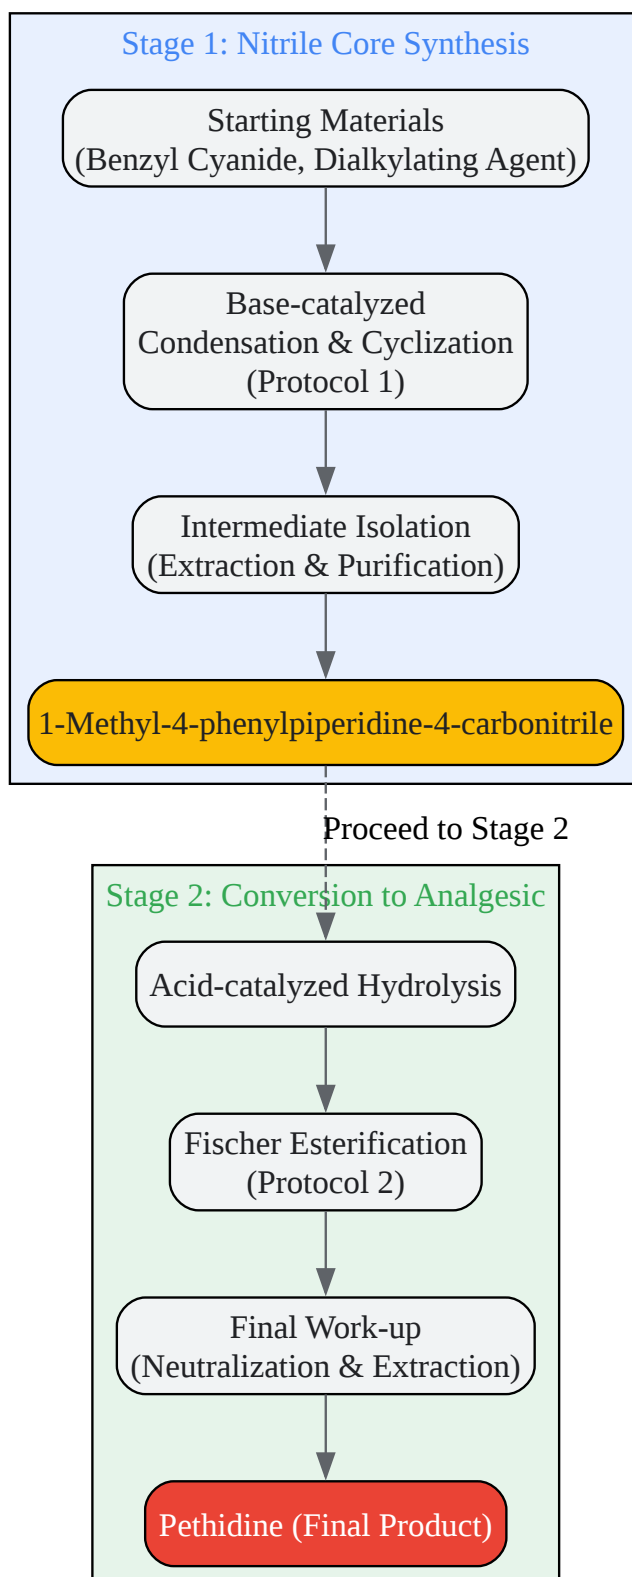 Stage 1: Nitrile Core Synthesis
Starting Materials
(Benzyl Cyanide, Dialkylating Agent)
Base-catalyzed
Condensation & Cyclization
(Protocol 1)
Intermediate Isolation
(Extraction & Purification)
1-Methyl-4-phenylpiperidine-4-carbonitrile
Proceed to Stage 2
Stage 2: Conversion to Analgesic
Acid-catalyzed Hydrolysis
Fischer Esterification
(Protocol 2)
Final Work-up
(Neutralization & Extraction)
Pethidine (Final Product)